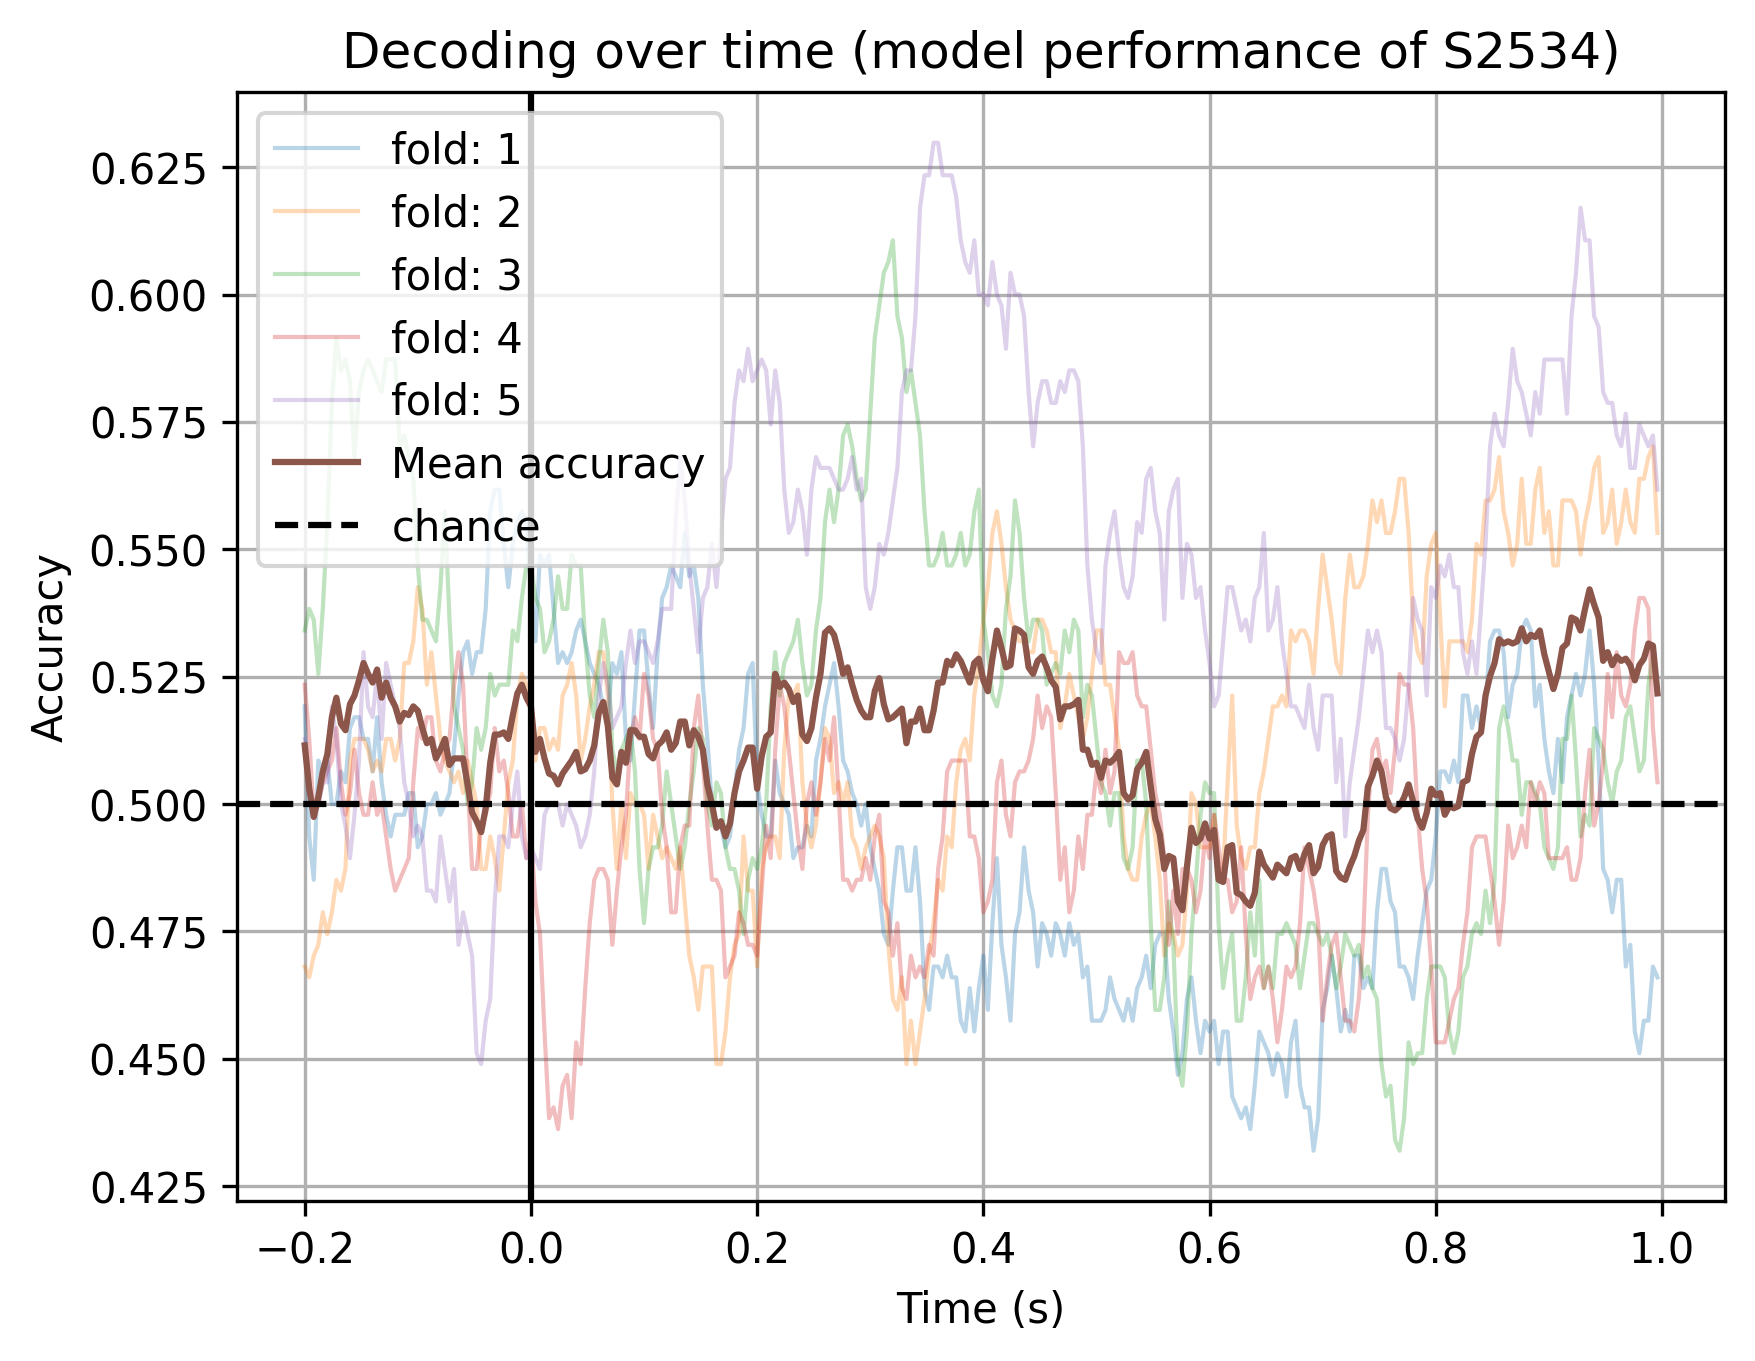 Decoding over time (model performance of S2534)
fold: 1
fold: 2
fold: 3
fold: 4
fold: 5
Mean accuracy
chance
Accuracy
0.625
0.600
0.575
0.550
0.525
0.500
0.475
0.450
0.425
−0.2 0.0 0.2 0.4 0.6 0.8 1.0
Time (s)